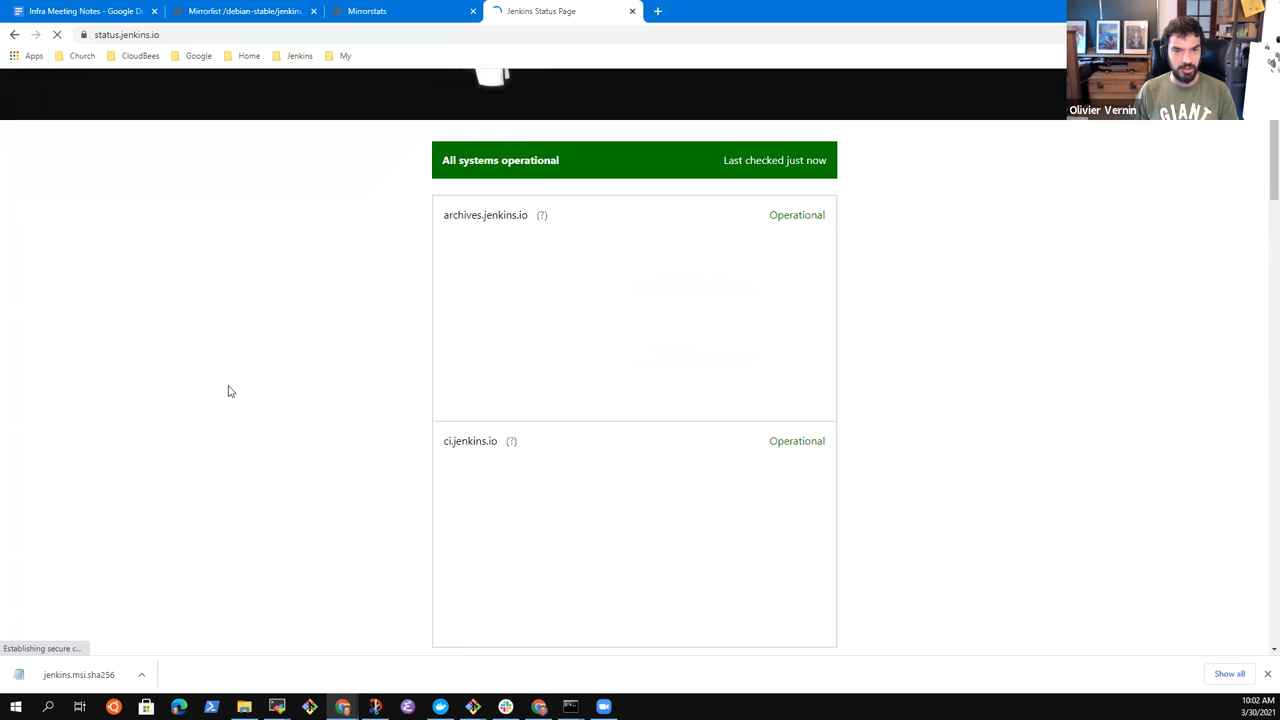 Infra Meeting Notes - Google D
Mirrorlist /debian-stable/jenkins
Mirrorstats
Jenkins Status Page
status.jenkins.io
Apps
Church
CloudBees
Google
Home
Jenkins
My
Olivier Vernin
GIANT
All systems operational
Last checked just now
archives.jenkins.io (?)
Operational
ci.jenkins.io (?)
Operational
Establishing secure c...
jenkins.msi.sha256
Show all
10:02 AM
3/30/2021